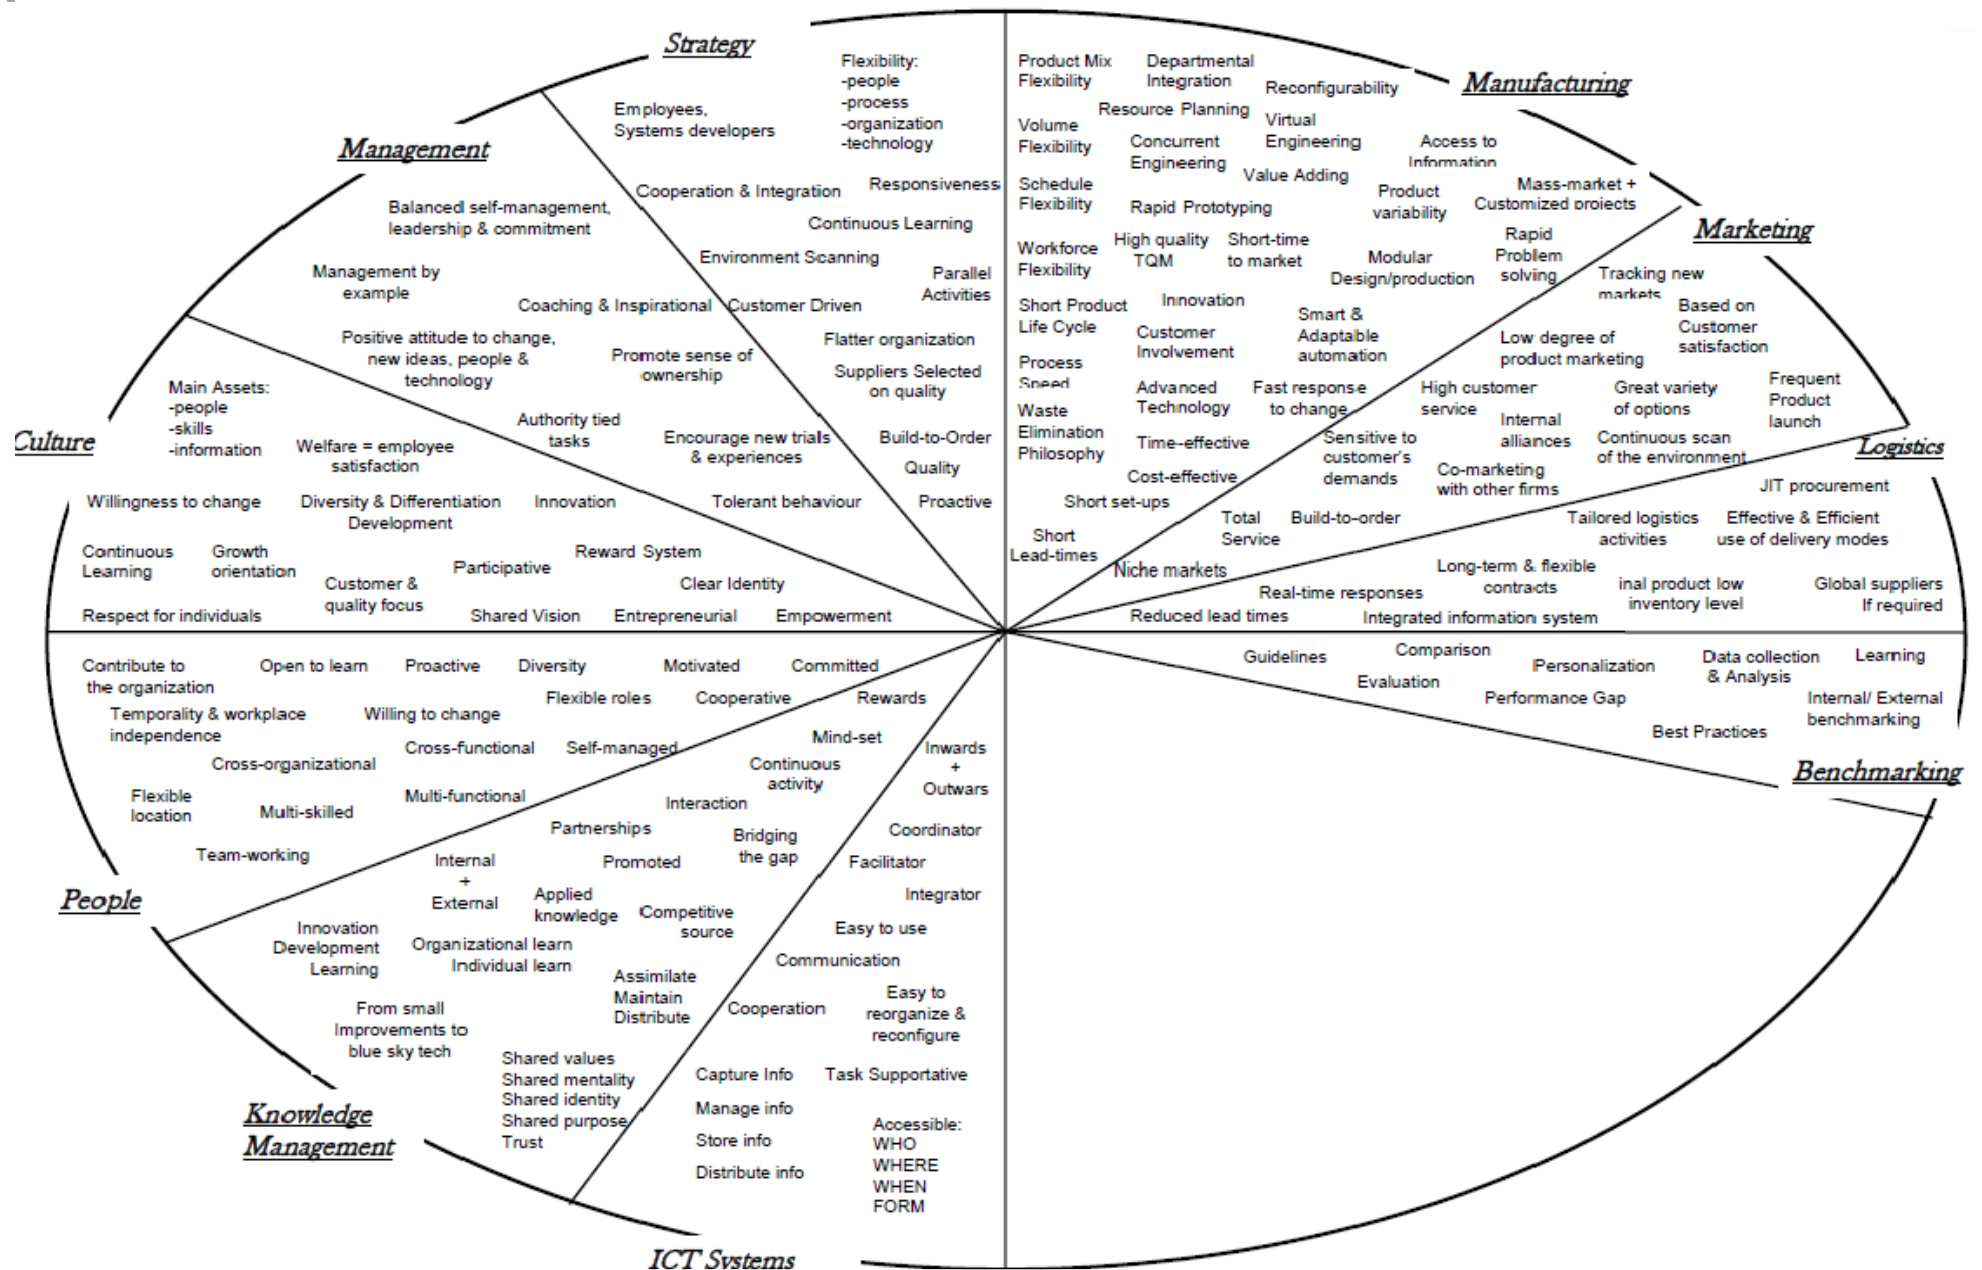 Strategy
Employees,
Systems developers
Flexibility:
-people
-process
-organization
-technology
Cooperation & Integration
Responsiveness
Continuous Learning
Environment Scanning
Parallel
Activities
Customer Driven
Flatter organization
Suppliers Selected
on quality
Build-to-Order
Quality
Proactive
Manufacturing
Product Mix
Flexibility
Departmental
Integration
Reconfigurability
Resource Planning
Volume
Flexibility
Virtual
Engineering
Concurrent
Engineering
Access to
Information
Value Adding
Schedule
Flexibility
Product
variability
Mass-market +
Customized projects
Rapid Prototyping
Workforce
Flexibility
High quality
TQM
Short-time
to market
Modular
Design/production
Rapid
Problem
solving
Short Product
Life Cycle
Innovation
Customer
Involvement
Smart &
Adaptable
automation
Process
Speed
Advanced
Technology
Fast response
to change
Waste
Elimination
Philosophy
Time-effective
Cost-effective
Short set-ups
Short
Lead-times
Marketing
Tracking new
markets
Based on
Customer
satisfaction
Low degree of
product marketing
High customer
service
Great variety
of options
Frequent
Product
launch
Internal
alliances
Sensitive to
customer's
demands
Continuous scan
of the environment
Co-marketing
with other firms
Total
Service
Build-to-order
Niche markets
Logistics
JIT procurement
Tailored logistics
activities
Effective & Efficient
use of delivery modes
Long-term & flexible
contracts
inal product low
inventory level
Global suppliers
If required
Real-time responses
Reduced lead times
Integrated information system
Guidelines
Comparison
Personalization
Data collection
& Analysis
Learning
Evaluation
Performance Gap
Internal/ External
benchmarking
Best Practices
Benchmarking
Management
Balanced self-management,
leadership & commitment
Management by
example
Coaching & Inspirational
Positive attitude to change,
new ideas, people &
technology
Promote sense of
ownership
Authority tied
tasks
Encourage new trials
& experiences
Tolerant behaviour
Culture
Main Assets:
-people
-skills
-information
Welfare = employee
satisfaction
Willingness to change
Diversity & Differentiation
Development
Innovation
Continuous
Learning
Growth
orientation
Participative
Reward System
Customer &
quality focus
Clear Identity
Respect for individuals
Shared Vision
Entrepreneurial
Empowerment
Contribute to
the organization
Open to learn
Proactive
Diversity
Motivated
Committed
Flexible roles
Cooperative
Rewards
Temporality & workplace
independence
Willing to change
Cross-functional
Self-managed
Cross-organizational
Flexible
location
Multi-skilled
Multi-functional
Team-working
People
Mind-set
Continuous
activity
Interaction
Partnerships
Bridging
the gap
Internal
+
External
Promoted
Applied
knowledge
Competitive
source
Innovation
Development
Learning
Organizational learn
Individual learn
Assimilate
Maintain
Distribute
From small
Improvements to
blue sky tech
Shared values
Shared mentality
Shared identity
Shared purpose
Trust
Knowledge
Management
Inwards
+
Outwars
Coordinator
Facilitator
Integrator
Easy to use
Communication
Cooperation
Easy to
reorganize &
reconfigure
Capture Info
Task Supportative
Manage info
Store info
Distribute info
Accessible:
WHO
WHERE
WHEN
FORM
ICT Systems